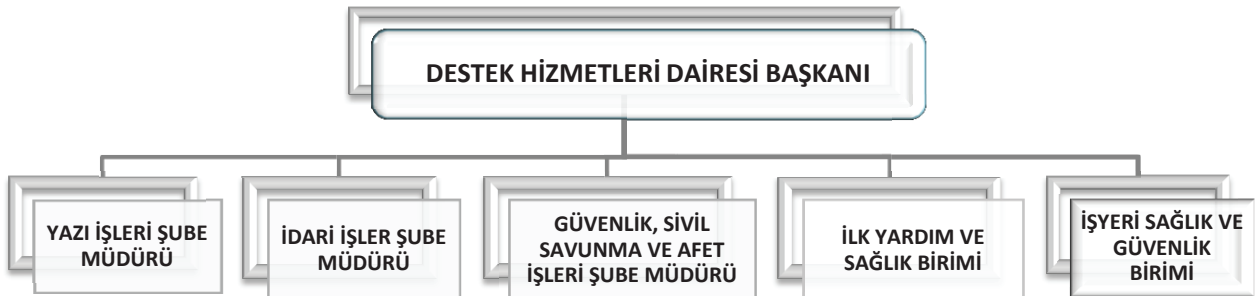 DESTEK HİZMETLERİ DAİRESİ BAŞKANI
YAZI İŞLERİ ŞUBE
MÜDÜRÜ
İDARİ İŞLER ŞUBE
MÜDÜRÜ
GÜVENLİK, SİVİL
SAVUNMA VE AFET
İŞLERİ ŞUBE MÜDÜRÜ
İLK YARDIM VE
SAĞLIK BİRİMİ
İŞYERİ SAĞLIK VE
GÜVENLİK
BİRİMİ